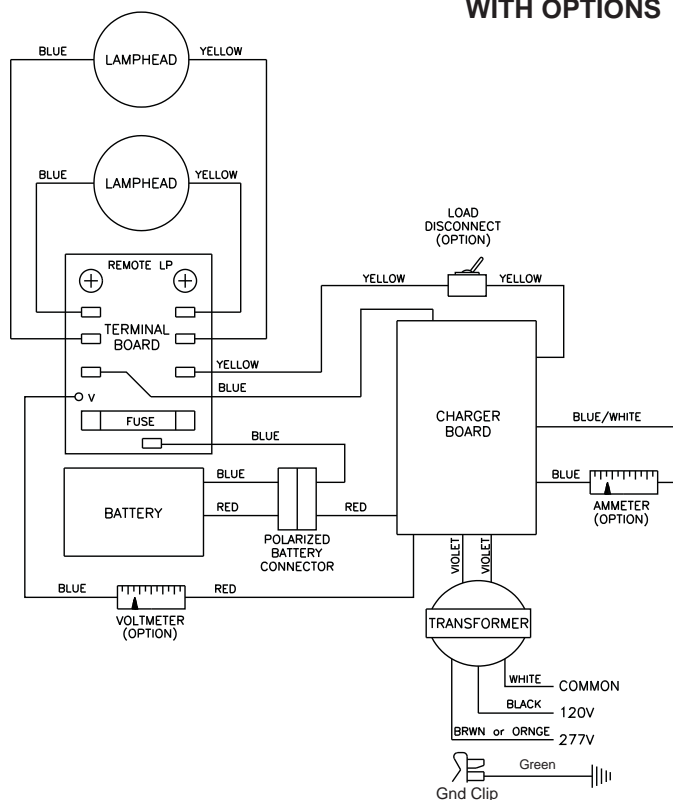 WITH OPTIONS
BLUE
LAMPHEAD
YELLOW
BLUE
LAMPHEAD
YELLOW
LOAD
DISCONNECT
(OPTION)
REMOTE LP
YELLOW
YELLOW
TERMINAL
BOARD
YELLOW
BLUE
V
FUSE
CHARGER
BOARD
BLUE/WHITE
BLUE
BLUE
BLUE
RED
RED
BATTERY
POLARIZED
BATTERY
CONNECTOR
AMMETER
(OPTION)
VIOLET
VIOLET
BLUE
RED
VOLTMETER
(OPTION)
TRANSFORMER
WHITE
COMMON
BLACK
120V
BRWN or ORNGE
277V
Green
Gnd Clip